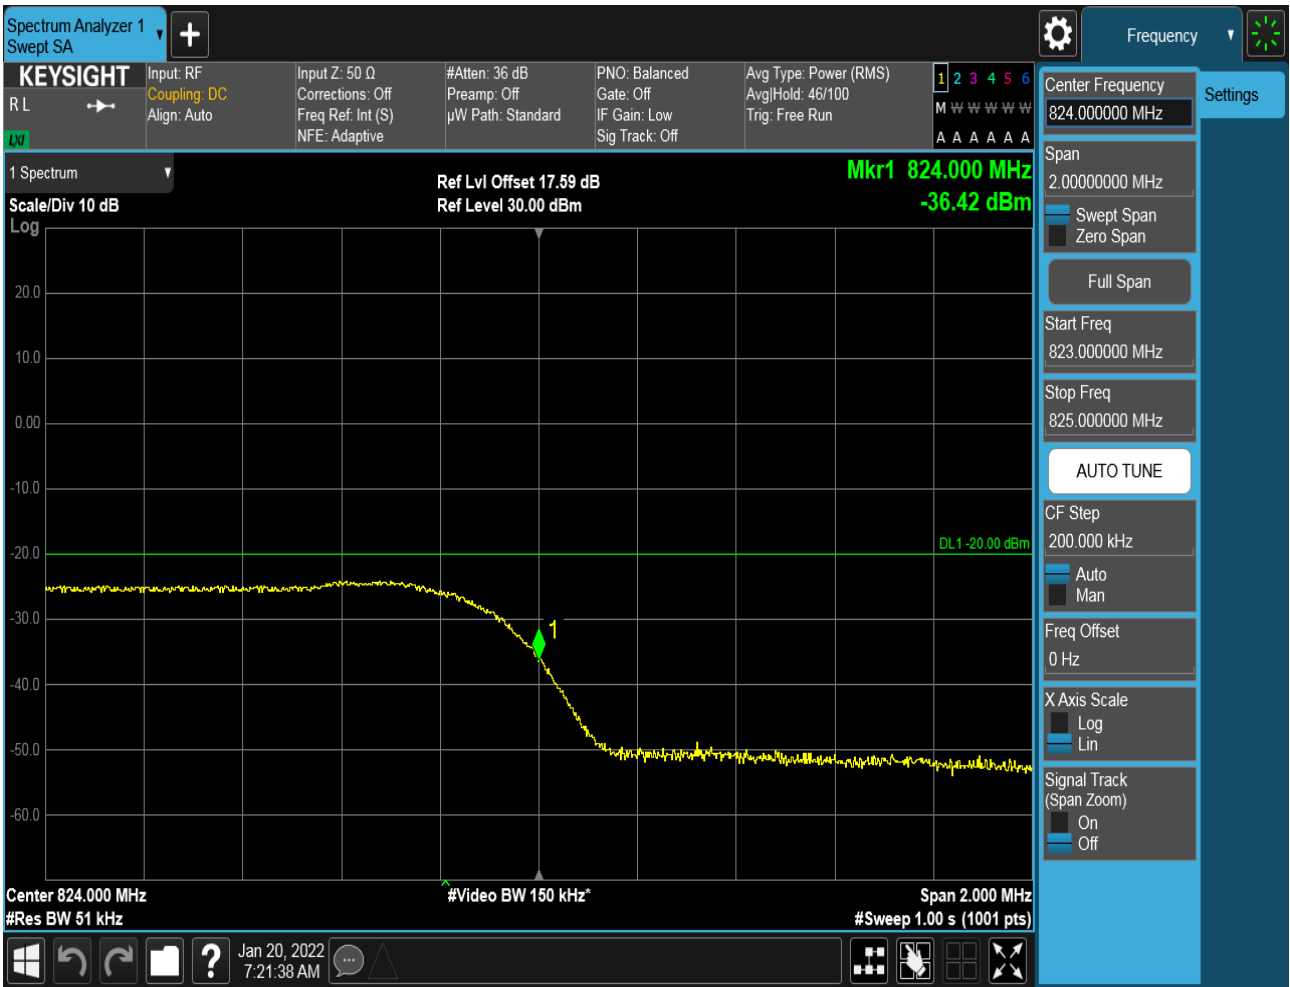 Spectrum Analyzer 1
Swept SA
Frequency
KEYSIGHT
R L
LXI
Input: RF
Coupling: DC
Align: Auto
Input Z: 50 Ω
Corrections: Off
Freq Ref: Int (S)
NFE: Adaptive
#Atten: 36 dB
Preamp: Off
µW Path: Standard
PNO: Balanced
Gate: Off
IF Gain: Low
Sig Track: Off
Avg Type: Power (RMS)
Avg|Hold: 46/100
Trig: Free Run
1 2 3 4 5 6
M W W W W W
A A A A A A
1 Spectrum
Scale/Div 10 dB
Log
Ref Lvl Offset 17.59 dB
Ref Level 30.00 dBm
Mkr1 824.000 MHz
-36.42 dBm
20.0
10.0
0.00
-10.0
-20.0
-30.0
-40.0
-50.0
-60.0
DL1 -20.00 dBm
1
Center 824.000 MHz
#Res BW 51 kHz
#Video BW 150 kHz*
Span 2.000 MHz
#Sweep 1.00 s (1001 pts)
Center Frequency
824.000000 MHz
Settings
Span
2.00000000 MHz
Swept Span
Zero Span
Full Span
Start Freq
823.000000 MHz
Stop Freq
825.000000 MHz
AUTO TUNE
CF Step
200.000 kHz
Auto
Man
Freq Offset
0 Hz
X Axis Scale
Log
Lin
Signal Track
(Span Zoom)
On
Off
?
Jan 20, 2022
7:21:38 AM